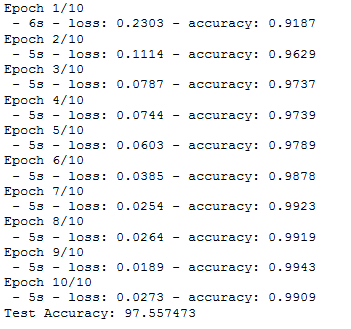 Epoch 1/10
 - 6s - loss: 0.2303 - accuracy: 0.9187
Epoch 2/10
 - 5s - loss: 0.1114 - accuracy: 0.9629
Epoch 3/10
 - 5s - loss: 0.0787 - accuracy: 0.9737
Epoch 4/10
 - 5s - loss: 0.0744 - accuracy: 0.9739
Epoch 5/10
 - 5s - loss: 0.0603 - accuracy: 0.9789
Epoch 6/10
 - 5s - loss: 0.0385 - accuracy: 0.9878
Epoch 7/10
 - 5s - loss: 0.0254 - accuracy: 0.9923
Epoch 8/10
 - 5s - loss: 0.0264 - accuracy: 0.9919
Epoch 9/10
 - 5s - loss: 0.0189 - accuracy: 0.9943
Epoch 10/10
 - 5s - loss: 0.0273 - accuracy: 0.9909
Test Accuracy: 97.557473